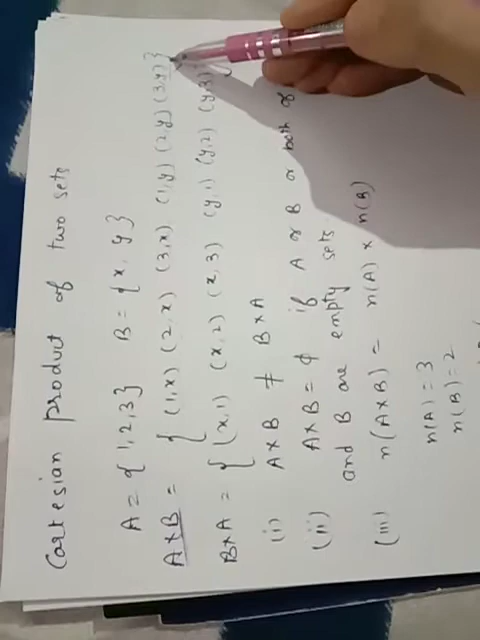 Cartesian product of two sets
A = {1,2,3} B = {x, y}
A×B = { (1,x) (2,x) (3,x) (1,y) (2,y) (3,y)}
B×A = { (x,1) (x,2) (x,3) (y,1) (y,2) (y,3)
(i) A×B ≠ B×A
(ii) A×B = ϕ if A or B or both of
and B are empty sets
(iii) n(A×B) = n(A) × n(B)
n(A) = 3
n(B) = 2